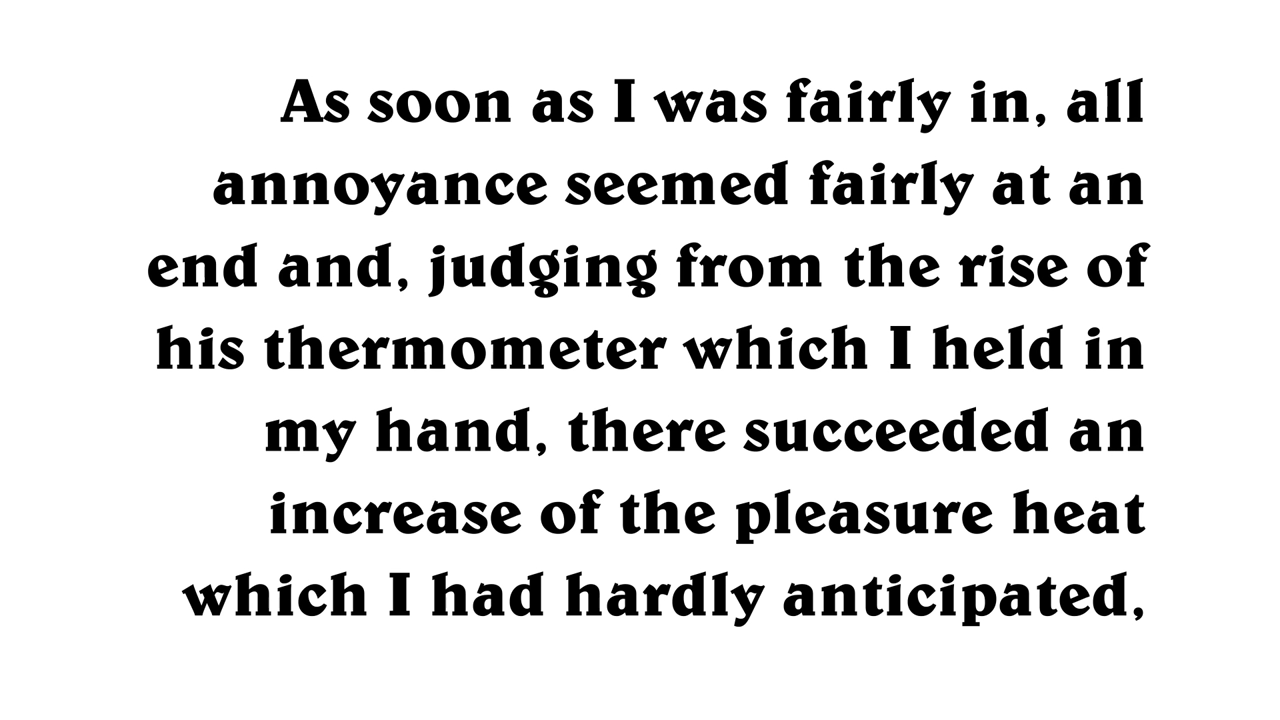 As soon as I was fairly in, all
annoyance seemed fairly at an
end and, judging from the rise of
his thermometer which I held in
my hand, there succeeded an
increase of the pleasure heat
which I had hardly anticipated,